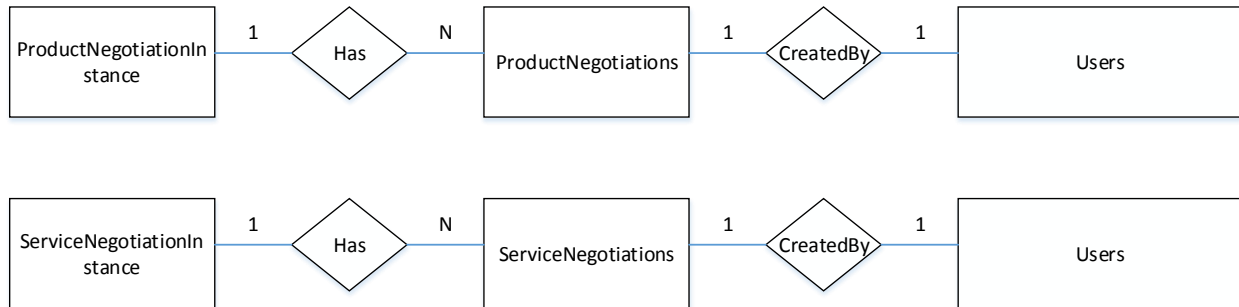 1 N 1 1
ProductNegotiationIn
stance
Has
ProductNegotiations
CreatedBy
Users
1 N 1 1
ServiceNegotiationIn
stance
Has
ServiceNegotiations
CreatedBy
Users